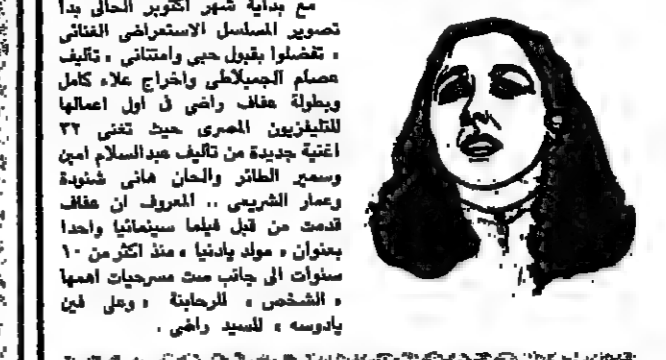 مع بداية شهر اكتوبر الحالى بدا
تصوير المسلسل الاستعراضى الغنائى
« تفضلوا بقبول حبى وامتنانى » تأليف
عصام الجمبلاطى واخراج علاء كامل
وبطولة عفاف راضى فى اول اعمالها
للتليفزيون المصرى حيث تغنى ٣٢
اغنية جديدة من تأليف عبدالسلام امين
وسمير الطائر والحان هانى شنودة
وعمار الشريعى .. المعروف ان عفاف
قدمت من قبل فيلما سينمائيا واحدا
بعنوان « مولد يادنيا » منذ اكثر من ١٠
سنوات الى جانب ست مسرحيات اهمها
« الشخص » للرحابنة « وعلى فين
يادوسه » للسيد راضى .